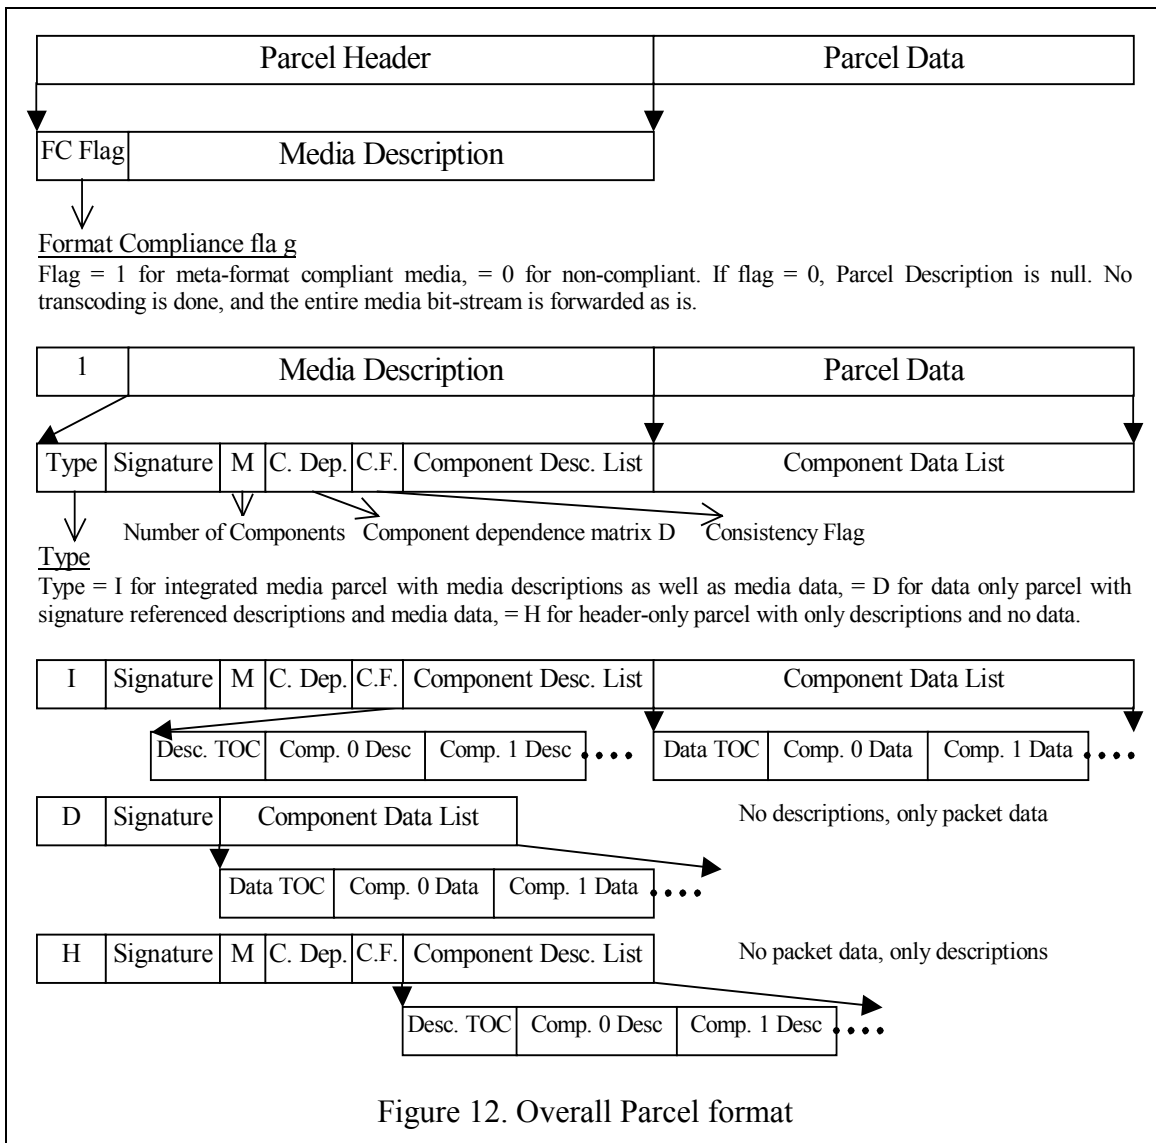 Parcel Header Parcel Data
FC Flag Media Description
Format Compliance fla g
Flag = 1 for meta-format compliant media, = 0 for non-compliant. If flag = 0, Parcel Description is null. No
transcoding is done, and the entire media bit-stream is forwarded as is.
1 Media Description Parcel Data
Type Signature M C. Dep. C.F. Component Desc. List Component Data List
Number of Components Component dependence matrix D Consistency Flag
Type
Type = I for integrated media parcel with media descriptions as well as media data, = D for data only parcel with
signature referenced descriptions and media data, = H for header-only parcel with only descriptions and no data.
I Signature M C. Dep. C.F. Component Desc. List Component Data List
Desc. TOC Comp. 0 Desc Comp. 1 Desc Data TOC Comp. 0 Data Comp. 1 Data
D Signature Component Data List No descriptions, only packet data
Data TOC Comp. 0 Data Comp. 1 Data
H Signature M C. Dep. C.F. Component Desc. List No packet data, only descriptions
Desc. TOC Comp. 0 Desc Comp. 1 Desc
Figure 12. Overall Parcel format